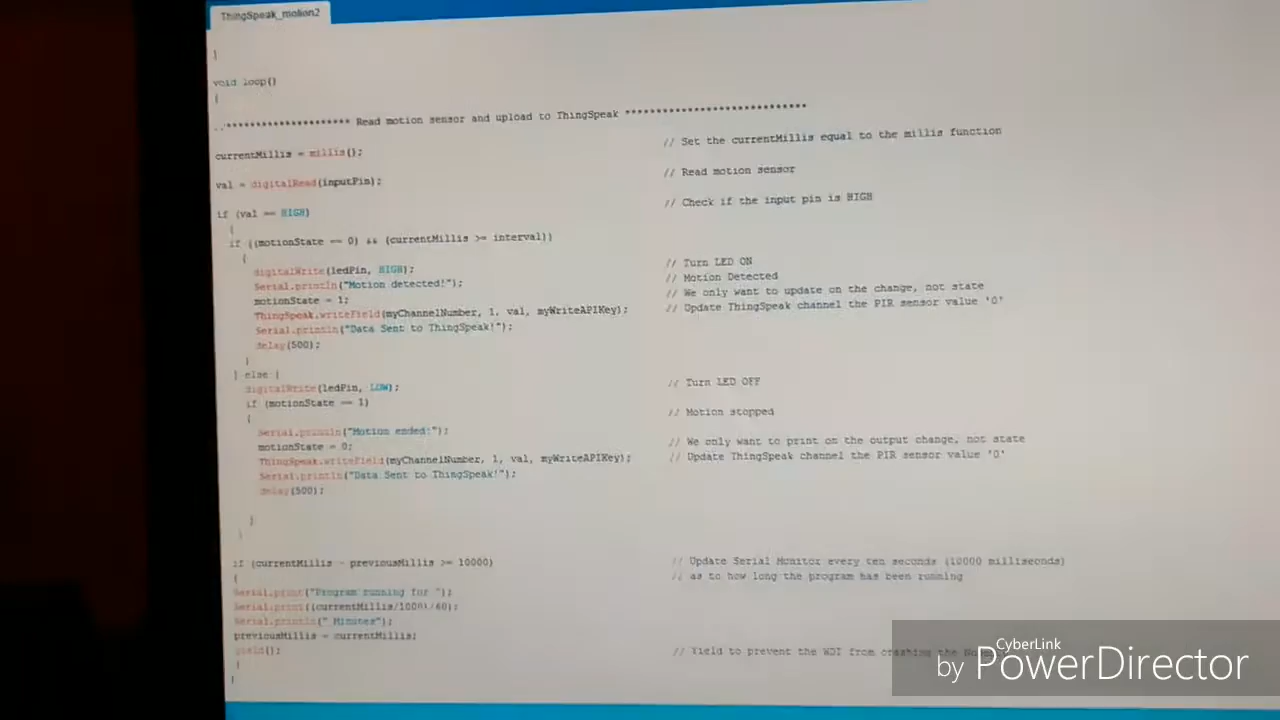 ThingSpeak_motion2
}
void loop()
{
..********************* Read motion sensor and upload to ThingSpeak ******************************
currentMillis = millis(); // Set the currentMillis equal to the millis function
val = digitalRead(inputPin); // Read motion sensor
if (val == HIGH) // Check if the input pin is HIGH
{
if ((motionState == 0) && (currentMillis >= interval))
{
digitalWrite(ledPin, HIGH); // Turn LED ON
Serial.println("Motion detected!"); // Motion Detected
motionState = 1; // We only want to update on the change, not state
ThingSpeak.writeField(myChannelNumber, 1, val, myWriteAPIKey); // Update ThingSpeak channel the PIR sensor value '0'
Serial.println("Data Sent to ThingSpeak!");
delay(500);
}
} else {
digitalWrite(ledPin, LOW); // Turn LED OFF
if (motionState == 1)
{ // Motion stopped
Serial.println("Motion ended!");
motionState = 0; // We only want to print on the output change, not state
ThingSpeak.writeField(myChannelNumber, 1, val, myWriteAPIKey); // Update ThingSpeak channel the PIR sensor value '0'
Serial.println("Data Sent to ThingSpeak!");
delay(500);
}
}
if (currentMillis - previousMillis >= 10000) // Update Serial Monitor every ten seconds (10000 milliseconds)
{ // as to how long the program has been running
Serial.print("Program running for ");
Serial.print((currentMillis/1000)/60);
Serial.println(" Minutes");
previousMillis = currentMillis;
yield(); // Yield to prevent the WDT from crashing the
}
}
CyberLink
by PowerDirector